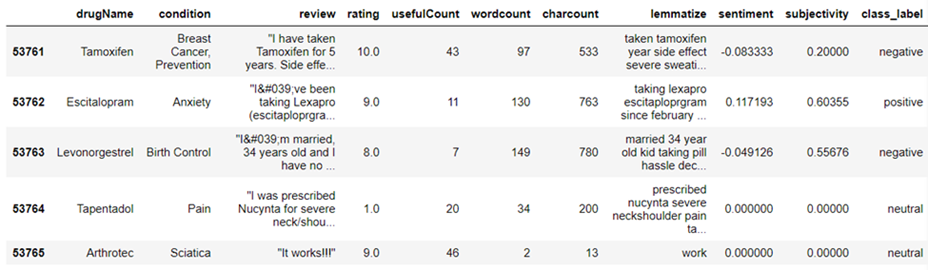 drugName condition review rating usefulCount wordcount charcount lemmatize sentiment subjectivity class_label
53761 Tamoxifen Breast Cancer, Prevention "I have taken Tamoxifen for 5 years. Side effe... 10.0 43 97 533 taken tamoxifen year side effect severe sweati... -0.083333 0.20000 negative
53762 Escitalopram Anxiety "I&#039;ve been taking Lexapro (escitaloprgra... 9.0 11 130 763 taking lexapro escitaploprgram since february ... 0.117193 0.60355 positive
53763 Levonorgestrel Birth Control "I&#039;m married, 34 years old and I have no ... 8.0 7 149 780 married 34 year old kid taking pill hassle dec... -0.049126 0.55676 negative
53764 Tapentadol Pain "I was prescribed Nucynta for severe neck/shou... 1.0 20 34 200 prescribed nucynta severe neckshoulder pain ta... 0.000000 0.00000 neutral
53765 Arthrotec Sciatica "It works!!!" 9.0 46 2 13 work 0.000000 0.00000 neutral